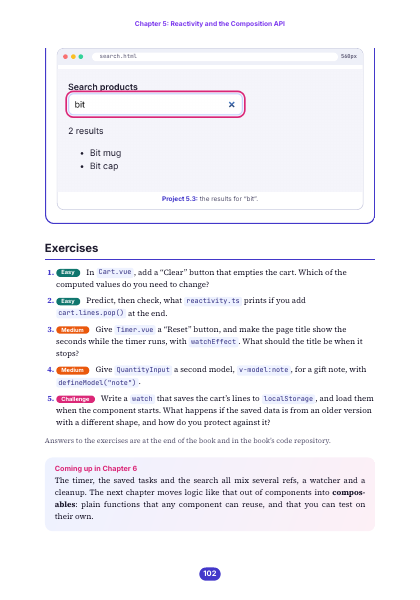 Chapter 5: Reactivity and the Composition API
search.html 560px
Search products
bit ×
2 results
• Bit mug
• Bit cap
Project 5.3: the results for “bit”.
Exercises
1. Easy In Cart.vue, add a “Clear” button that empties the cart. Which of the
computed values do you need to change?
2. Easy Predict, then check, what reactivity.ts prints if you add
cart.lines.pop() at the end.
3. Medium Give Timer.vue a “Reset” button, and make the page title show the
seconds while the timer runs, with watchEffect. What should the title be when it
stops?
4. Medium Give QuantityInput a second model, v-model:note, for a gift note, with
defineModel("note").
5. Challenge Write a watch that saves the cart’s lines to localStorage, and load them
when the component starts. What happens if the saved data is from an older version
with a different shape, and how do you protect against it?
Answers to the exercises are at the end of the book and in the book’s code repository.
Coming up in Chapter 6
The timer, the saved tasks and the search all mix several refs, a watcher and a
cleanup. The next chapter moves logic like that out of components into compos-
ables: plain functions that any component can reuse, and that you can test on
their own.
102